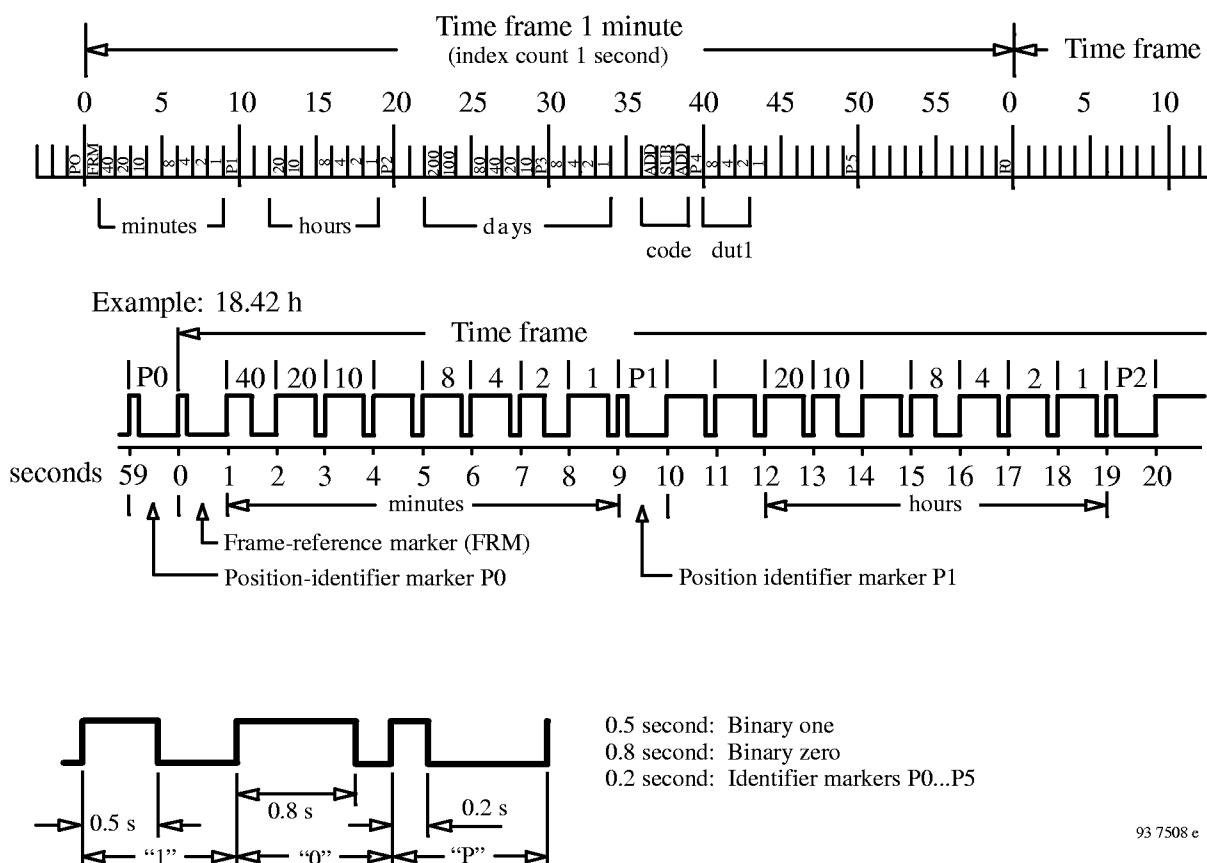 Time frame 1 minute
(index count 1 second)
Time frame
0 5 10 15 20 25 30 35 40 45 50 55 0 5 10
PO FRM 40 20 10 8 4 2 1 P1 20 10 8 4 2 1 P2 200 100 80 40 20 10 P3 8 4 2 1 ADD SUB ADD P4 8 4 2 1 P5
minutes hours days
code dut1
Example: 18.42 h
Time frame
P0 40 20 10 8 4 2 1 P1 20 10 8 4 2 1 P2
seconds 59 0 1 2 3 4 5 6 7 8 9 10 11 12 13 14 15 16 17 18 19 20
minutes hours
Frame-reference marker (FRM)
Position-identifier marker P0 Position identifier marker P1
0.5 second: Binary one
0.8 second: Binary zero
0.2 second: Identifier markers P0...P5
0.5 s 0.8 s 0.2 s
“1” “0” “P”
93 7508 e